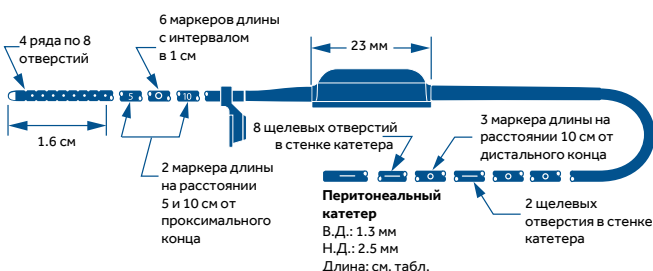 4 ряда по 8
отверстий
6 маркеров длины
с интервалом
в 1 см
23 мм
5
10
1.6 см
2 маркера длины
на расстоянии
5 и 10 см от
проксимального
конца
8 щелевых отверстий
в стенке катетера
3 маркера длины на
расстоянии 10 см от
дистального конца
Перитонеальный
катетер
В.Д.: 1.3 мм
Н.Д.: 2.5 мм
Длина: см. табл.
2 щелевых
отверстия в стенке
катетера